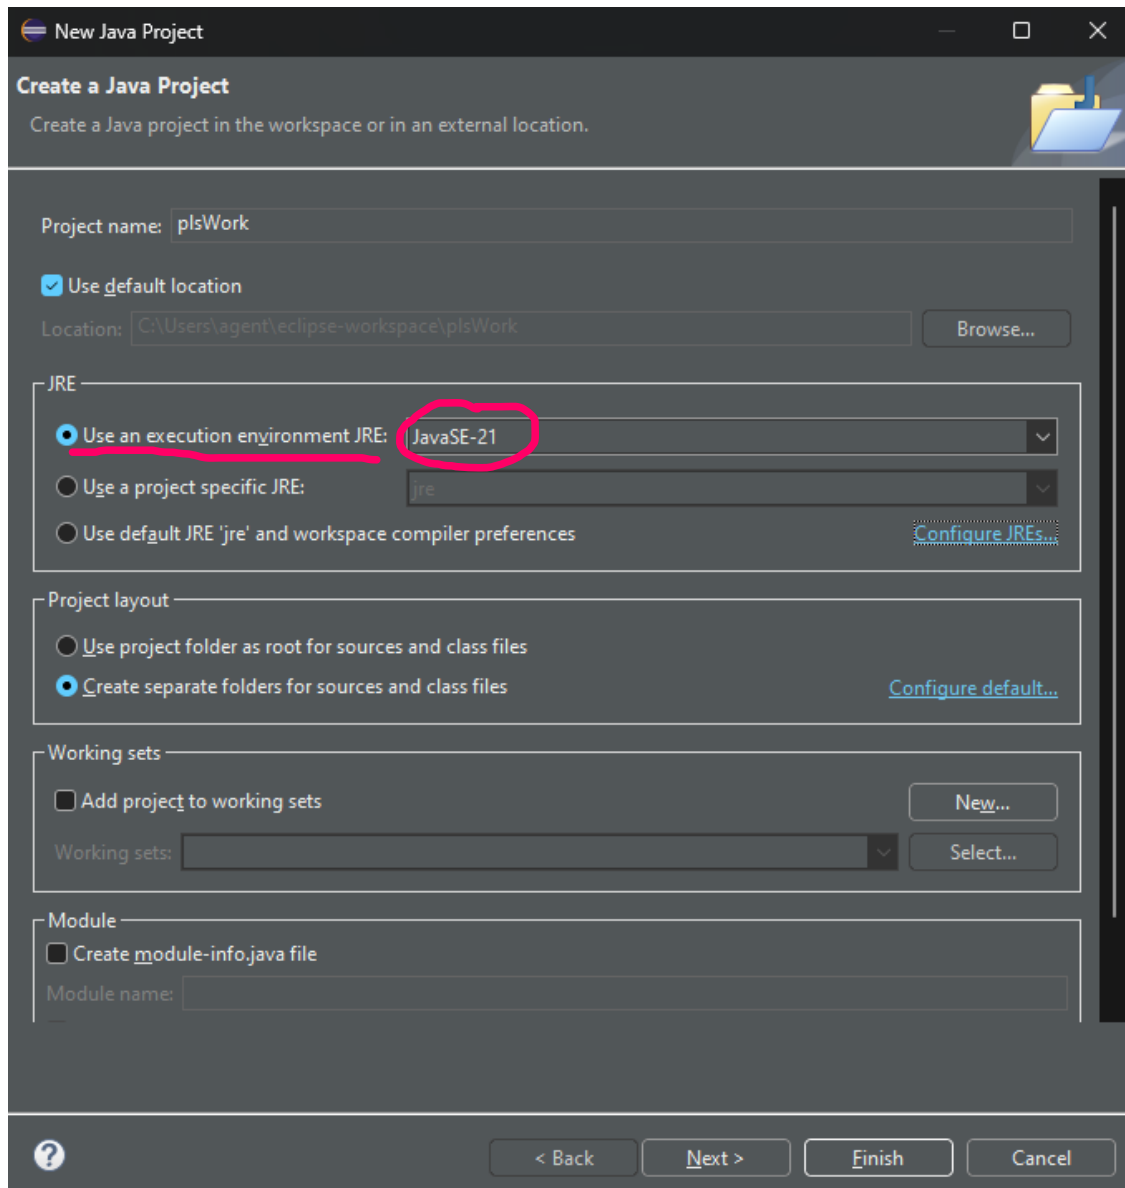 New Java Project
Create a Java Project
Create a Java project in the workspace or in an external location.
Project name: plsWork
Use default location
Location: C:\Users\agent\eclipse-workspace\plsWork Browse...
JRE
Use an execution environment JRE: JavaSE-21
Use a project specific JRE: jre
Use default JRE 'jre' and workspace compiler preferences Configure JREs...
Project layout
Use project folder as root for sources and class files
Create separate folders for sources and class files Configure default...
Working sets
Add project to working sets New...
Working sets: Select...
Module
Create module-info.java file
Module name:
< Back Next > Finish Cancel